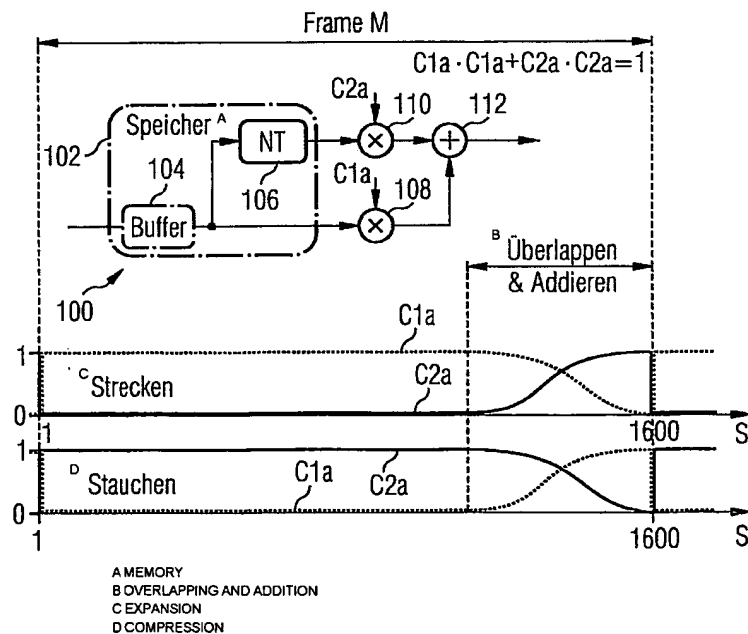 Frame M
C1a · C1a+C2a · C2a=1
C2a
110
112
Speicher A
102
NT
104
C1a
106
108
Buffer
B Überlappen
& Addieren
100
C1a
1
C Strecken
C2a
0
1
1600
S
1
D Stauchen
C1a
C2a
0
1
1600
S
A MEMORY
B OVERLAPPING AND ADDITION
C EXPANSION
D COMPRESSION